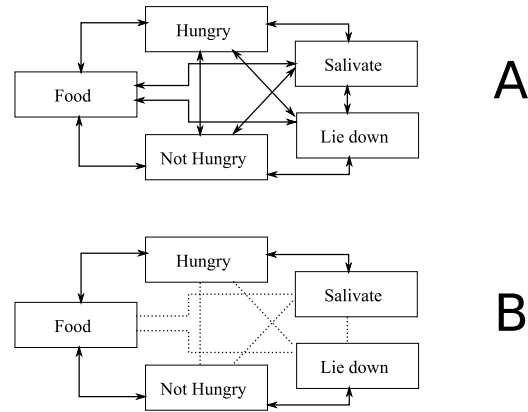 Hungry
Salivate
A
Food
Lie down
Not Hungry
Hungry
Salivate
B
Food
Lie down
Not Hungry